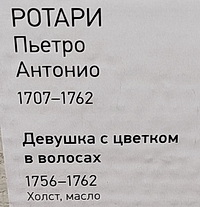 РОТАРИ
Пьетро
Антонио
1707–1762
Девушка с цветком
в волосах
1756–1762
Холст, масло